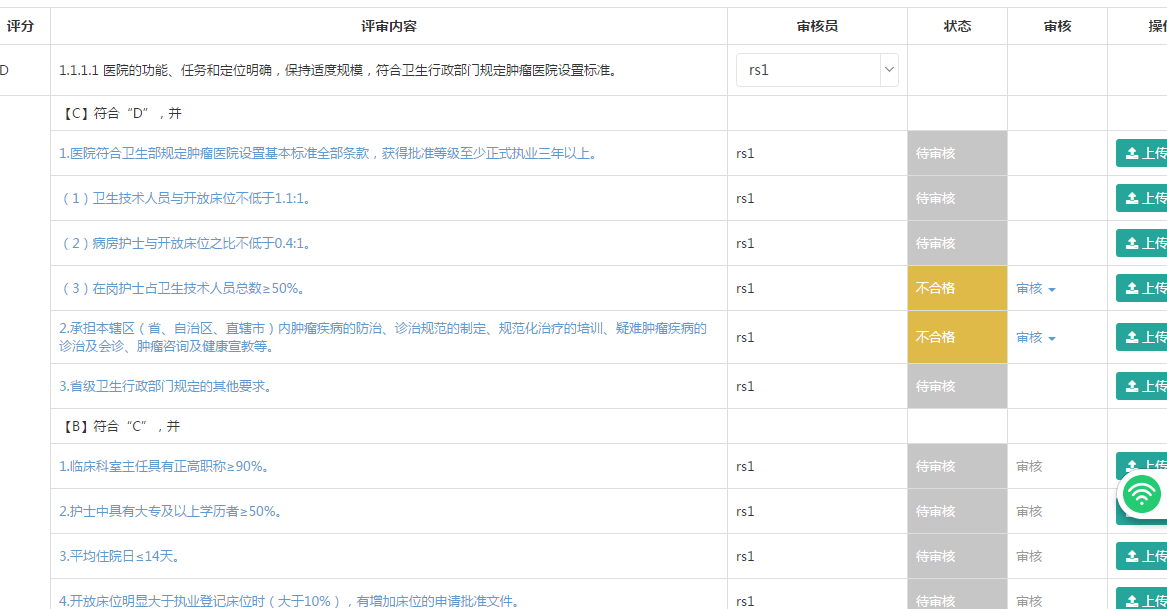 评分 评审内容 审核员 状态 审核
D 1.1.1.1 医院的功能、任务和定位明确，保持适度规模，符合卫生行政部门规定肿瘤医院设置标准。 rs1
【C】符合“D”，并
1.医院符合卫生部规定肿瘤医院设置基本标准全部条款，获得批准等级至少正式执业三年以上。 rs1 待审核 上传
（1）卫生技术人员与开放床位不低于1.1:1。 rs1 待审核 上传
（2）病房护士与开放床位之比不低于0.4:1。 rs1 待审核 上传
（3）在岗护士占卫生技术人员总数≥50%。 rs1 不合格 审核 上传
2.承担本辖区（省、自治区、直辖市）内肿瘤疾病的防治、诊治规范的制定、规范化治疗的培训、疑难肿瘤疾病的
诊治及会诊、肿瘤咨询及健康宣教等。 rs1 不合格 审核 上传
3.省级卫生行政部门规定的其他要求。 rs1 待审核 上传
【B】符合“C”，并
1.临床科室主任具有正高职称≥90%。 rs1 待审核 审核 上传
2.护士中具有大专及以上学历者≥50%。 rs1 待审核 审核
3.平均住院日≤14天。 rs1 待审核 审核 上传
4.开放床位明显大于执业登记床位时（大于10%），有增加床位的申请批准文件。 rs1 待审核 审核 上传